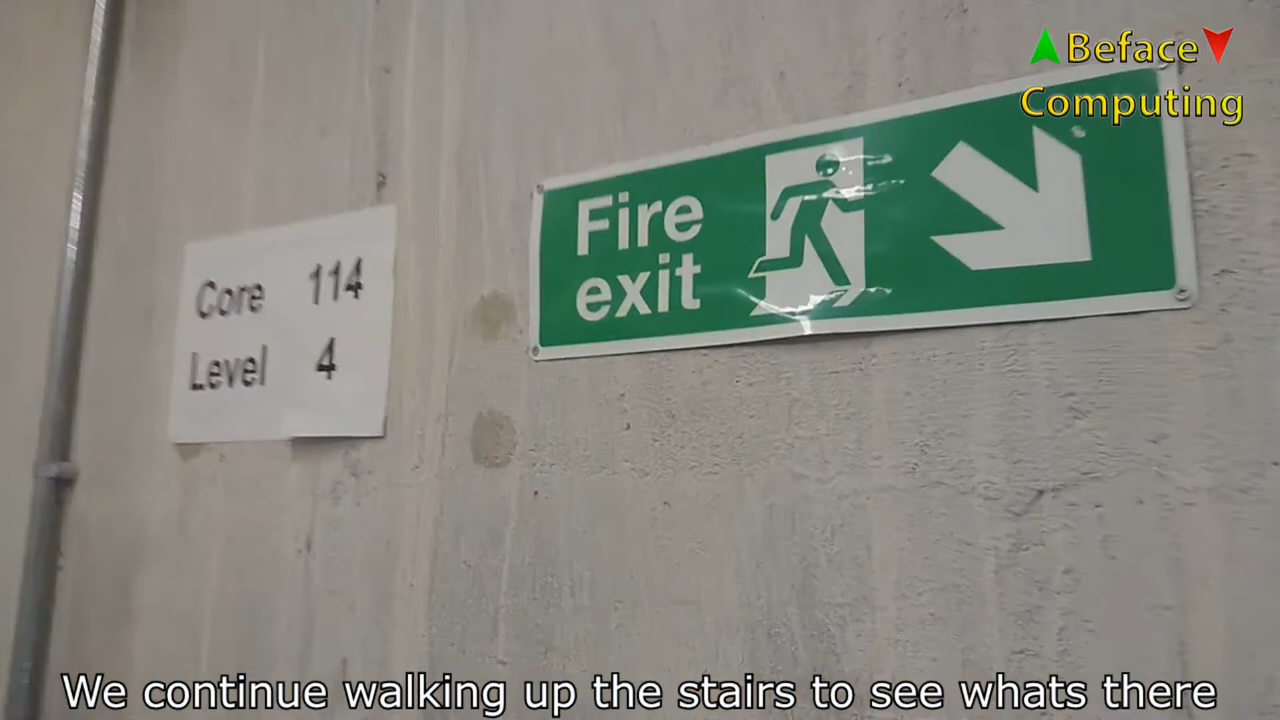 Beface
Computing
Fire
exit
Core 114
Level 4
We continue walking up the stairs to see whats there